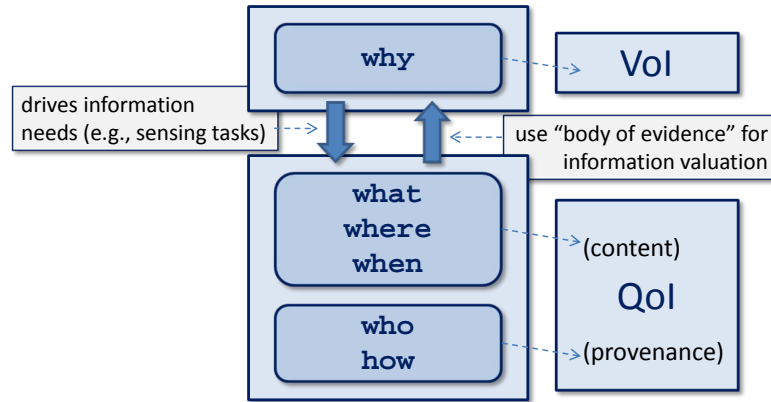 why
VoI
drives information
needs (e.g., sensing tasks)
use “body of evidence” for
information valuation
what
where
when
(content)
QoI
who
how
(provenance)